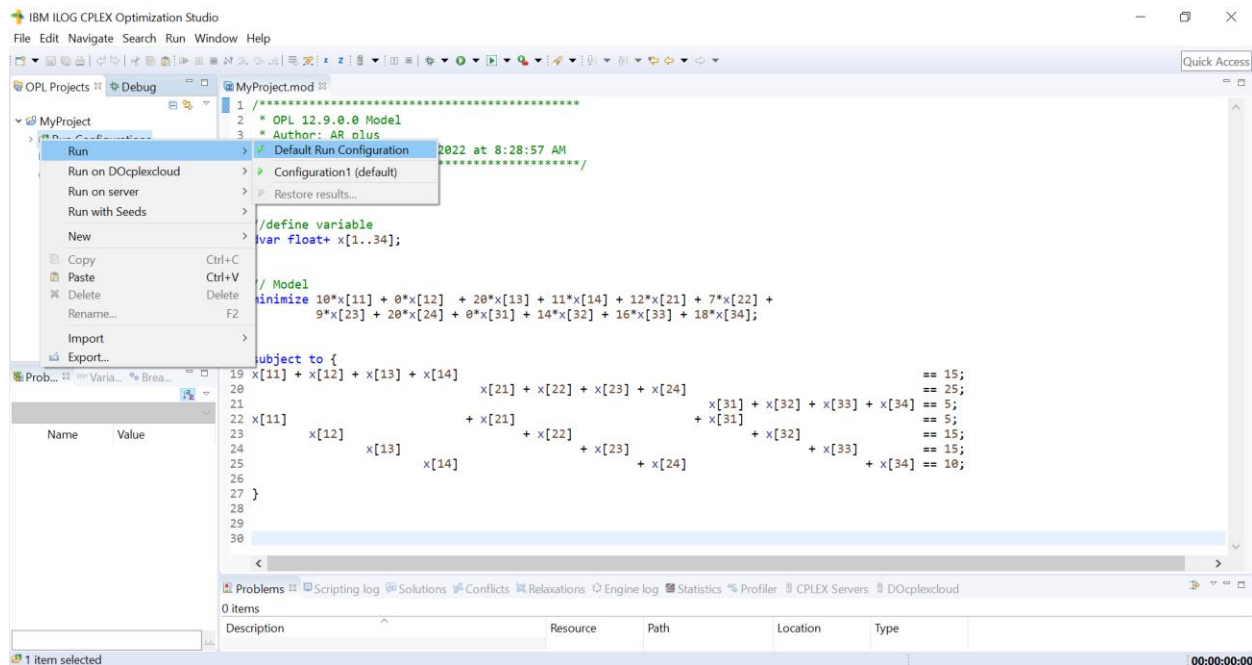 IBM ILOG CPLEX Optimization Studio
File Edit Navigate Search Run Window Help
Quick Access
OPL Projects Debug
MyProject.mod
MyProject
Run Configurations
1 /*********************************************
2 * OPL 12.9.0.0 Model
3 * Author: AR plus
2022 at 8:28:57 AM
*********************/
Run
Run on DOcplexcloud
Run on server
Run with Seeds
New
Copy Ctrl+C
Paste Ctrl+V
Delete Delete
Rename... F2
Import
Export...
Default Run Configuration
Configuration1 (default)
Restore results...
/define variable
dvar float+ x[1..34];
// Model
minimize 10*x[11] + 0*x[12] + 20*x[13] + 11*x[14] + 12*x[21] + 7*x[22] +
9*x[23] + 20*x[24] + 0*x[31] + 14*x[32] + 16*x[33] + 18*x[34];
subject to {
19 x[11] + x[12] + x[13] + x[14] == 15;
20 x[21] + x[22] + x[23] + x[24] == 25;
21 x[31] + x[32] + x[33] + x[34] == 5;
22 x[11] + x[21] + x[31] == 5;
23 x[12] + x[22] + x[32] == 15;
24 x[13] + x[23] + x[33] == 15;
25 x[14] + x[24] + x[34] == 10;
26
27 }
28
29
30
Prob... Varia... Brea...
Name Value
Problems Scripting log Solutions Conflicts Relaxations Engine log Statistics Profiler CPLEX Servers DOcplexcloud
0 items
Description Resource Path Location Type
1 item selected
00:00:00:00